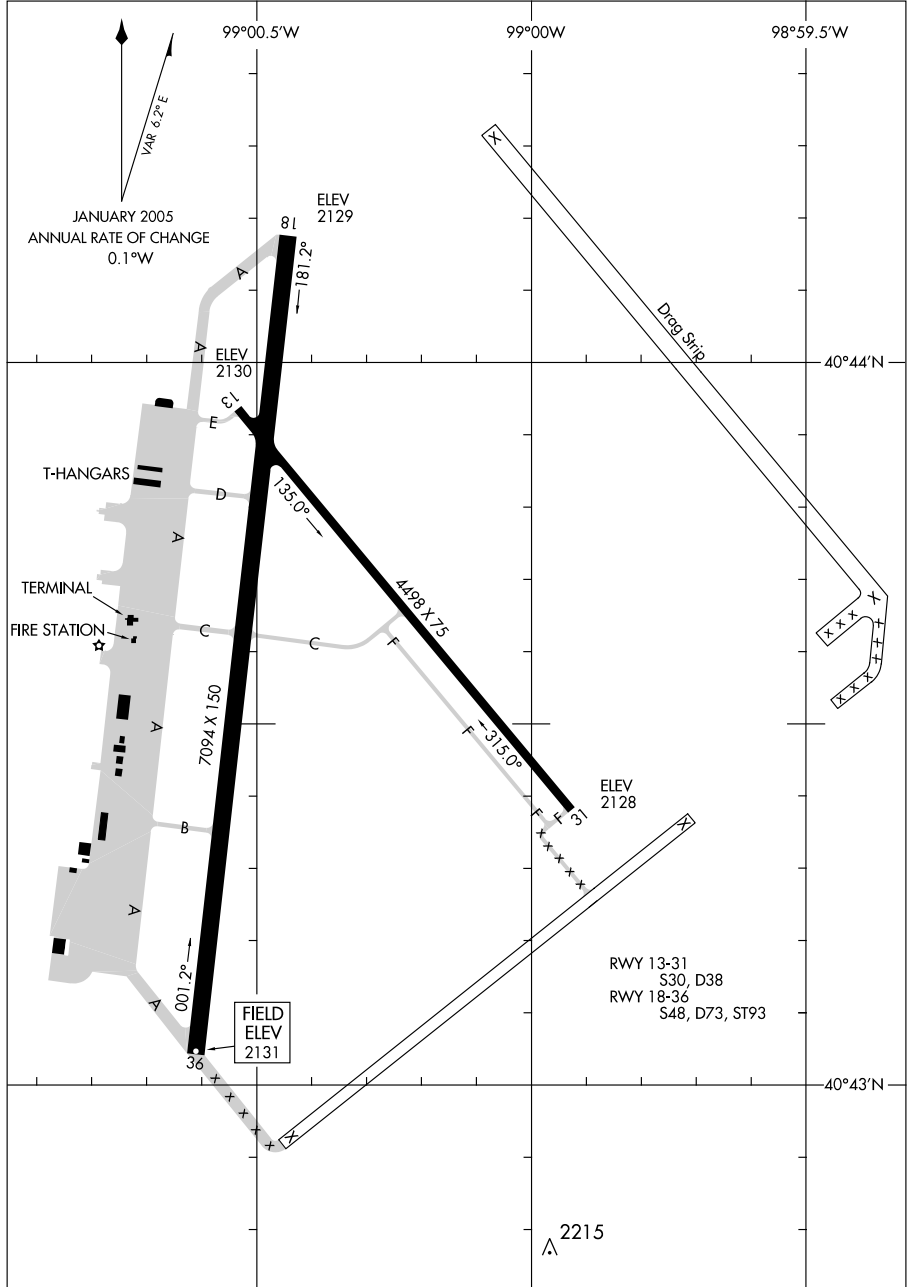 99°00.5'W
99°00'W
98°59.5'W
VAR 6.2° E
JANUARY 2005
ANNUAL RATE OF CHANGE
0.1°W
ELEV
2129
18
181.2°
A
A
Drag Strip
X
ELEV
2130
40°44'N
13
E
T-HANGARS
D
135.0°
A
4498 X 75
TERMINAL
FIRE STATION
C
C
F
X
X X X
X X X X
X X X
7094 X 150
A
F
315.0°
ELEV
2128
31
F
F
B
X
X X X X X
A
001.2°
RWY 13-31
S30, D38
RWY 18-36
S48, D73, ST93
A
FIELD
ELEV
2131
36
X X X X X
X
40°43'N
2215